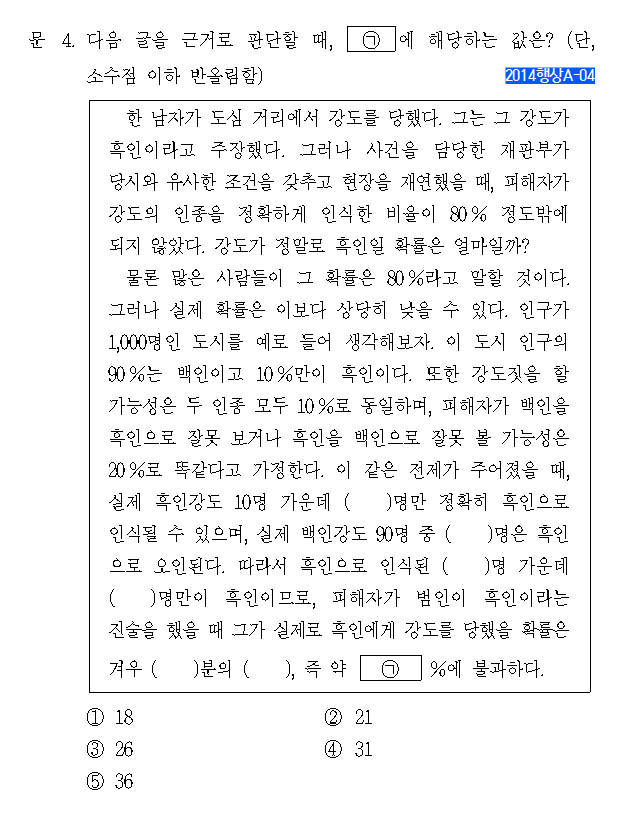 문 4. 다음 글을 근거로 판단할 때, ㉠에 해당하는 값은? (단,
소수점 이하 반올림함)
2014행상A-04
한 남자가 도심 거리에서 강도를 당했다. 그는 그 강도가
흑인이라고 주장했다. 그러나 사건을 담당한 재판부가
당시와 유사한 조건을 갖추고 현장을 재연했을 때, 피해자가
강도의 인종을 정확하게 인식한 비율이 80% 정도밖에
되지 않았다. 강도가 정말로 흑인일 확률은 얼마일까?
물론 많은 사람들이 그 확률은 80%라고 말할 것이다.
그러나 실제 확률은 이보다 상당히 낮을 수 있다. 인구가
1,000명인 도시를 예로 들어 생각해보자. 이 도시 인구의
90%는 백인이고 10%만이 흑인이다. 또한 강도짓을 할
가능성은 두 인종 모두 10%로 동일하며, 피해자가 백인을
흑인으로 잘못 보거나 흑인을 백인으로 잘못 볼 가능성은
20%로 똑같다고 가정한다. 이 같은 전제가 주어졌을 때,
실제 흑인강도 10명 가운데 (    )명만 정확히 흑인으로
인식될 수 있으며, 실제 백인강도 90명 중 (    )명은 흑인
으로 오인된다. 따라서 흑인으로 인식된 (    )명 가운데
(    )명만이 흑인이므로, 피해자가 범인이 흑인이라는
진술을 했을 때 그가 실제로 흑인에게 강도를 당했을 확률은
겨우 (    )분의 (    ), 즉 약 ㉠ %에 불과하다.
① 18
② 21
③ 26
④ 31
⑤ 36